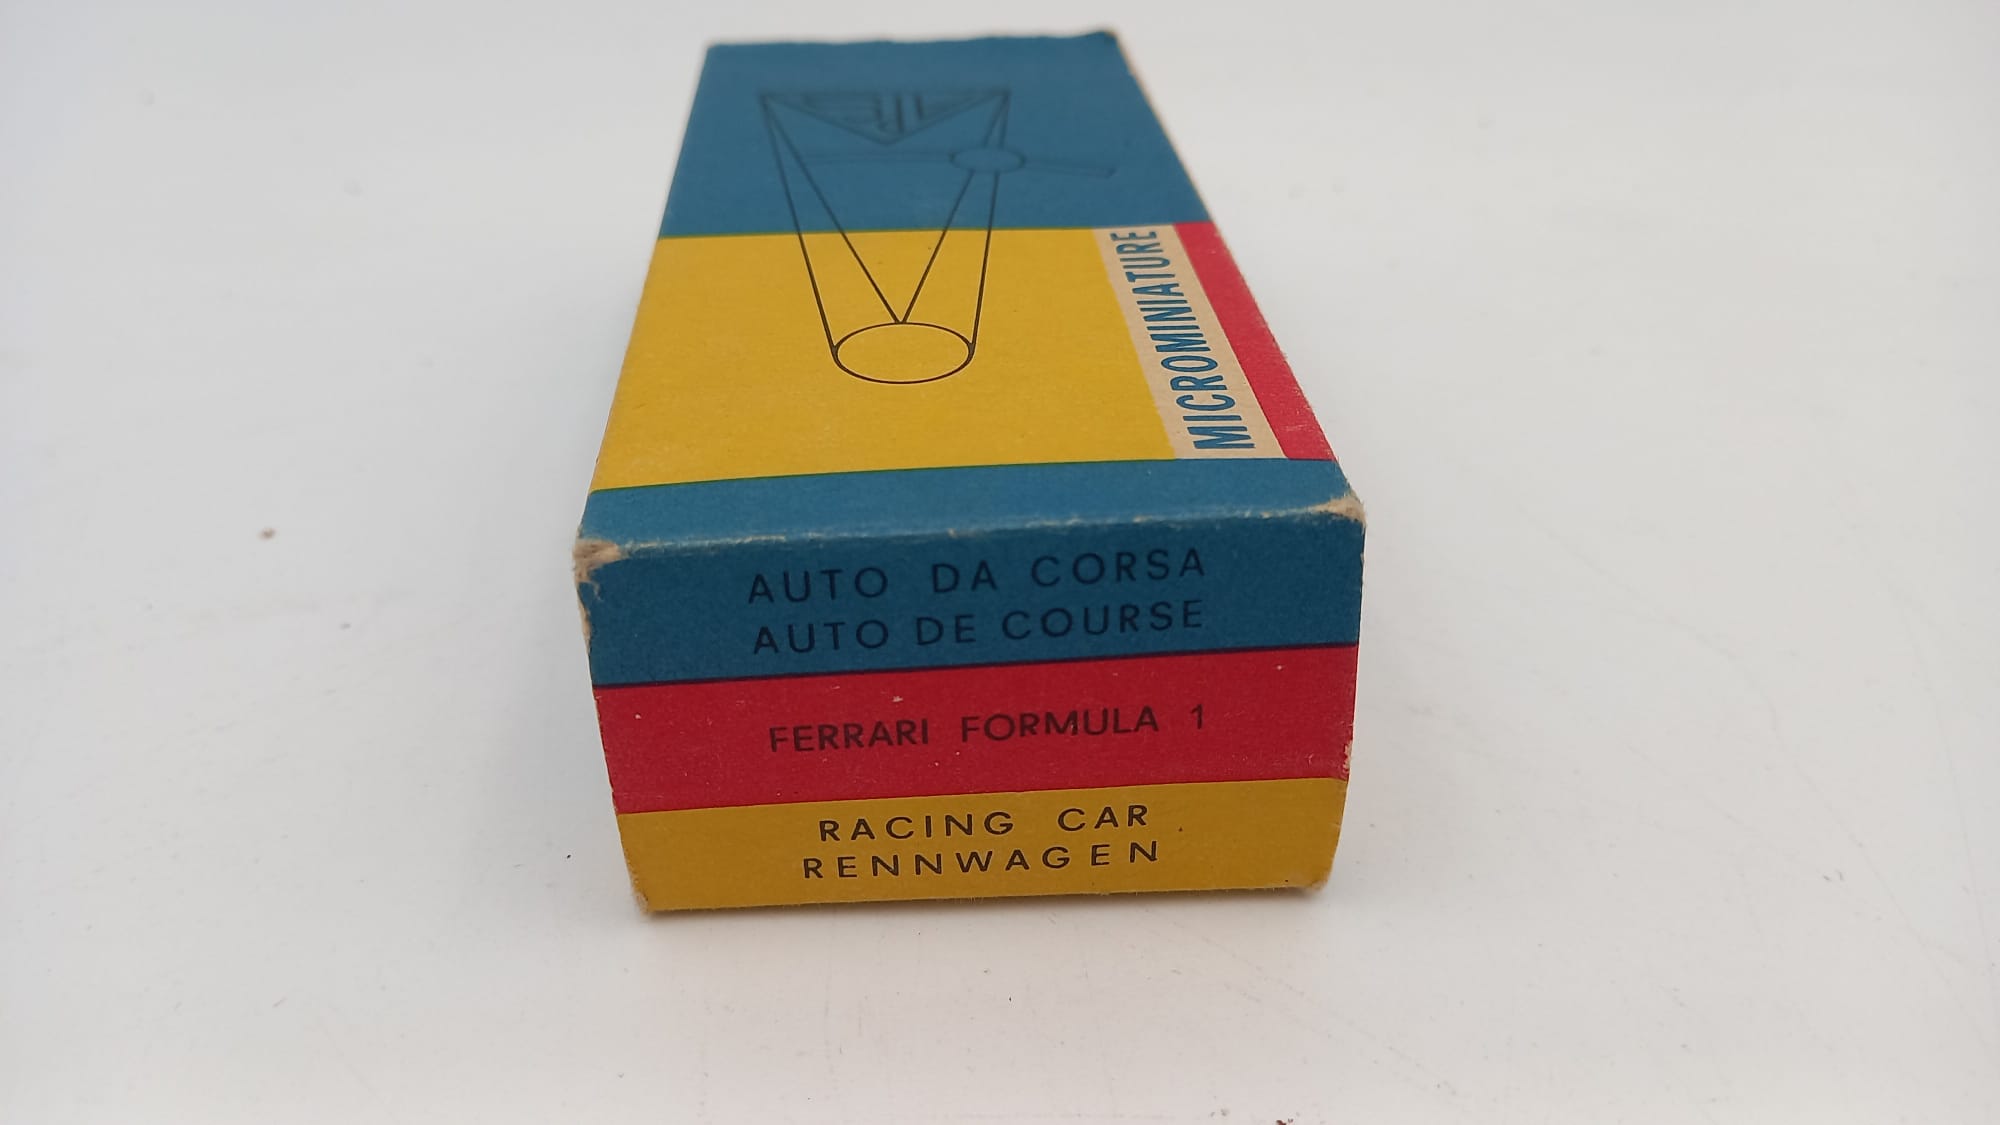 MICROMINIATURE
AUTO DA CORSA
AUTO DE COURSE
FERRARI FORMULA 1
RACING CAR
RENNWAGEN